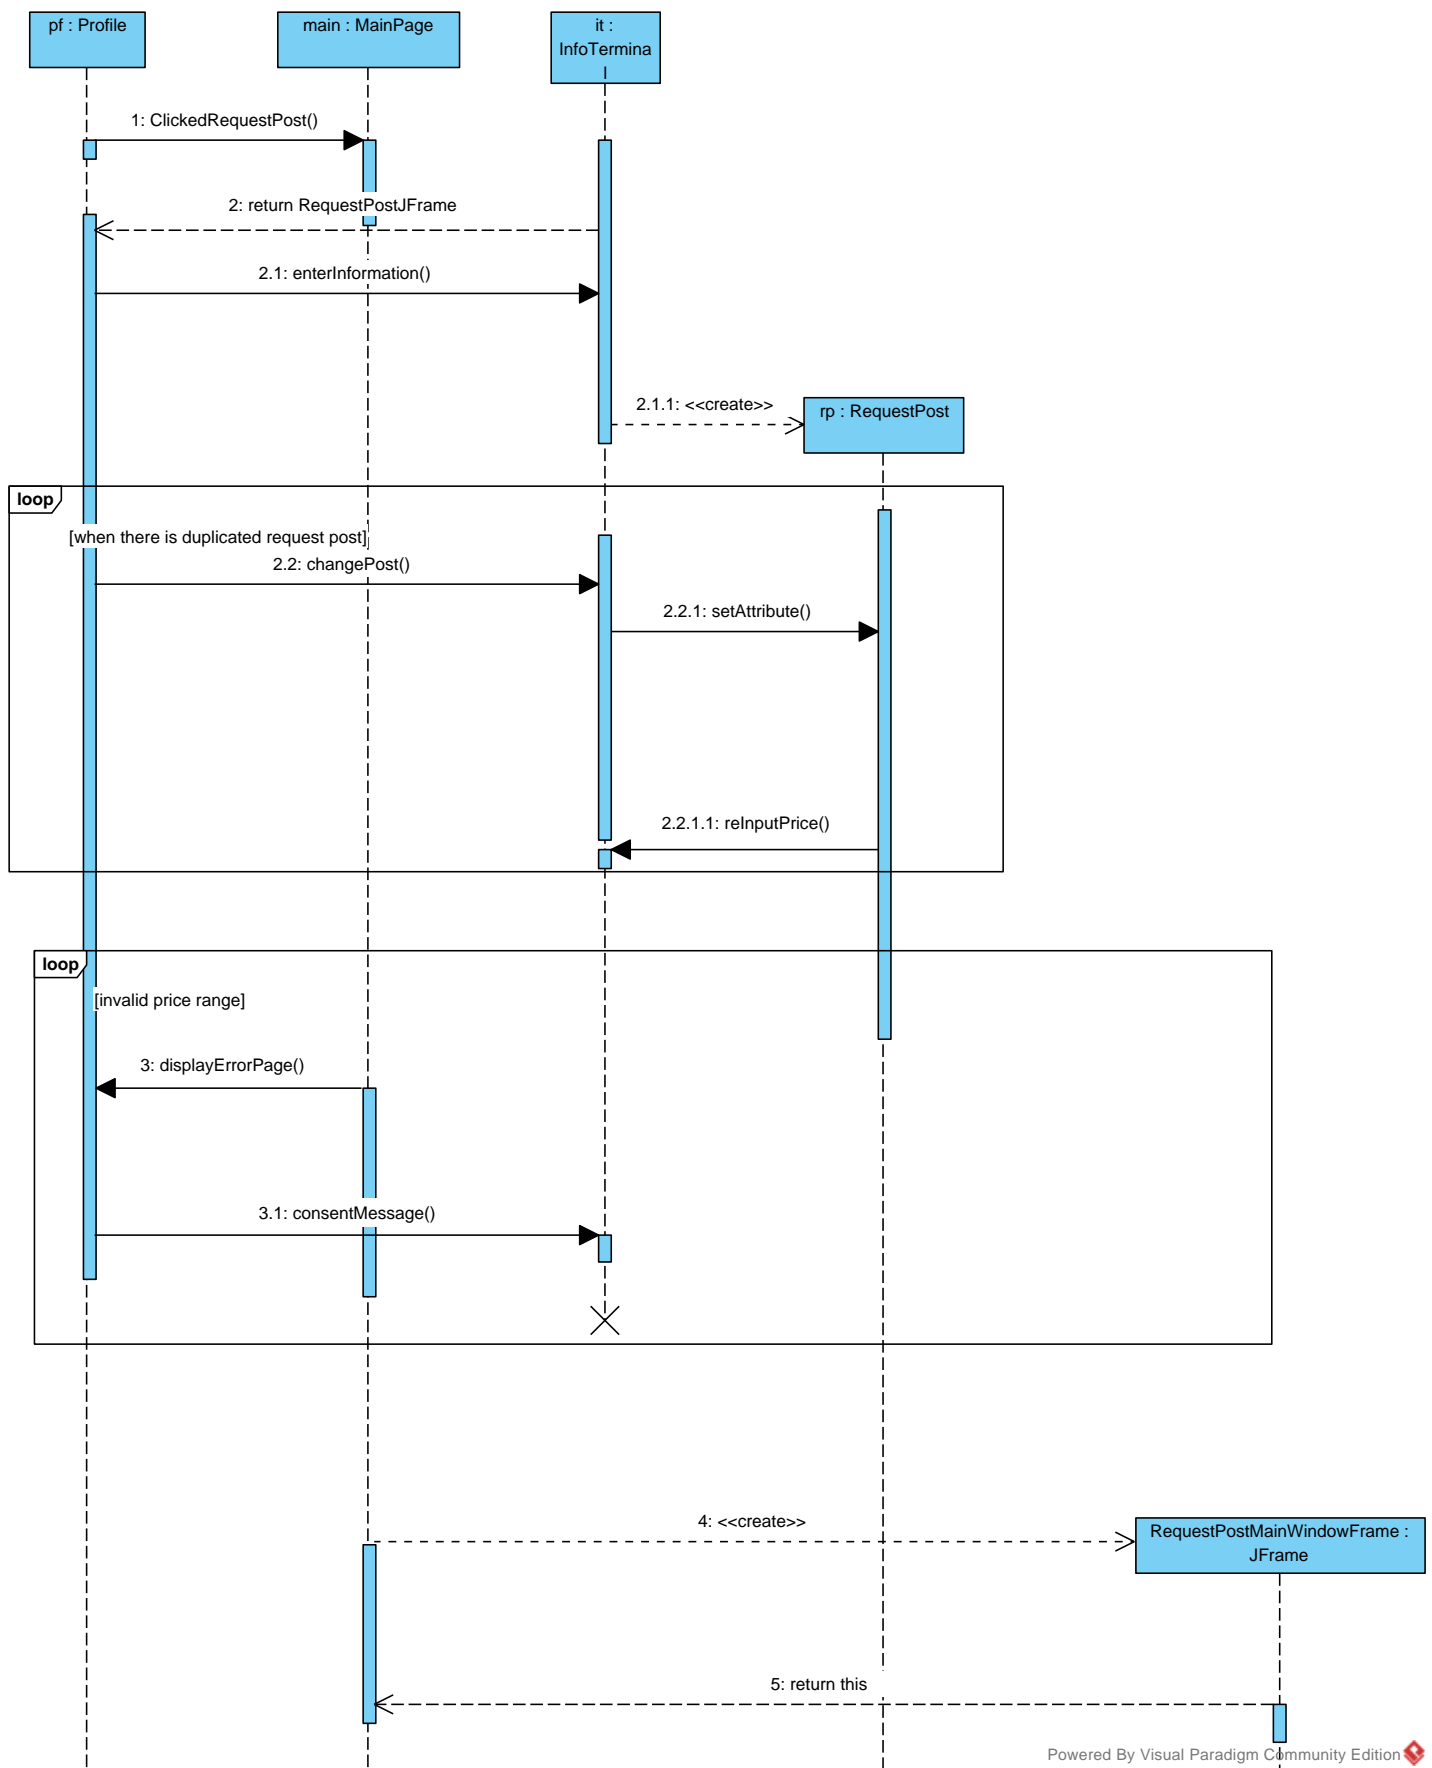 pf : Profile
main : MainPage
it :
InfoTermina
l
1: ClickedRequestPost()
2: return RequestPostJFrame
2.1: enterInformation()
2.1.1: <<create>>
rp : RequestPost
loop
[when there is duplicated request post]
2.2: changePost()
2.2.1: setAttribute()
2.2.1.1: reInputPrice()
loop
[invalid price range]
3: displayErrorPage()
3.1: consentMessage()
4: <<create>>
RequestPostMainWindowFrame :
JFrame
5: return this
Powered By Visual Paradigm Community Edition